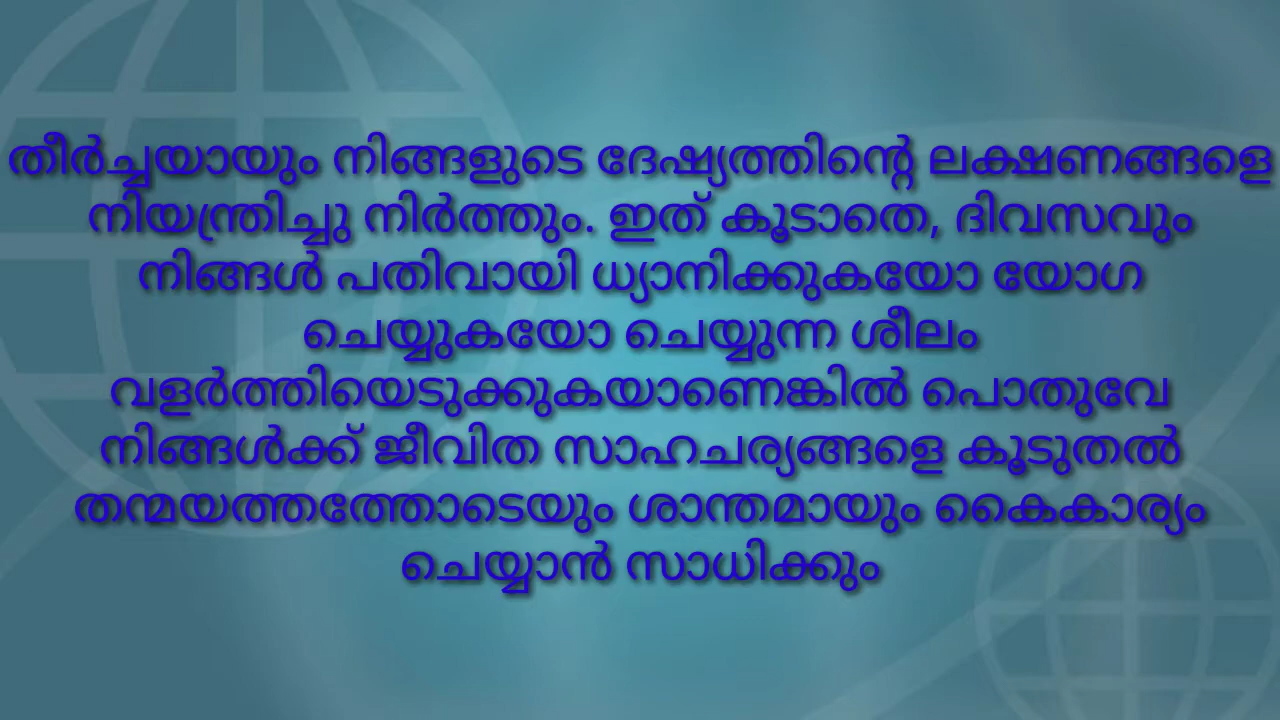 തീർച്ചയായും നിങ്ങളുടെ ദേഷ്യത്തിന്റെ ലക്ഷണങ്ങളെ
നിയന്ത്രിച്ചു നിർത്തും. ഇത് കൂടാതെ, ദിവസവും
നിങ്ങൾ പതിവായി ധ്യാനിക്കുകയോ യോഗ
ചെയ്യുകയോ ചെയ്യുന്ന ശീലം
വളർത്തിയെടുക്കുകയാണെങ്കിൽ പൊതുവേ
നിങ്ങൾക്ക് ജീവിത സാഹചര്യങ്ങളെ കൂടുതൽ
തന്മയത്തത്തോടെയും ശാന്തമായും കൈകാര്യം
ചെയ്യാൻ സാധിക്കും